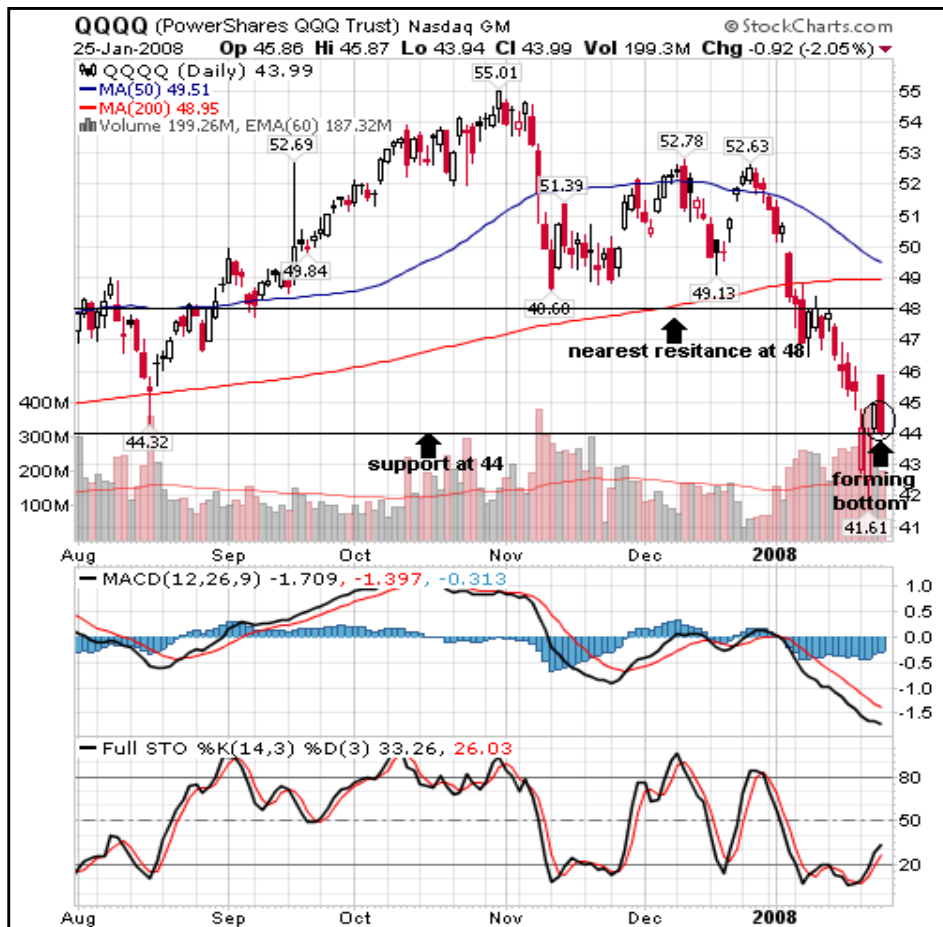 QQQQ (PowerShares QQQ Trust) Nasdaq GM © StockCharts.com
25-Jan-2008 Op 45.86 Hi 45.87 Lo 43.94 Cl 43.99 Vol 199.3M Chg -0.92 (-2.05%)
QQQQ (Daily) 43.99
MA(50) 49.51
MA(200) 48.95
Volume 199.26M, EMA(60) 187.32M
55.01
52.69
52.78
52.63
51.39
49.84
48.60
49.13
44.32
41.61
55
54
53
52
51
50
49
48
47
46
45
44
43
42
41
400M
300M
200M
100M
nearest resitance at 48
support at 44
forming
bottom
Aug Sep Oct Nov Dec 2008
MACD(12,26,9) -1.709, -1.397, -0.313
1.0
0.5
0.0
-0.5
-1.0
-1.5
Full STO %K(14,3) %D(3) 33.26, 26.03
80
50
20
Aug Sep Oct Nov Dec 2008